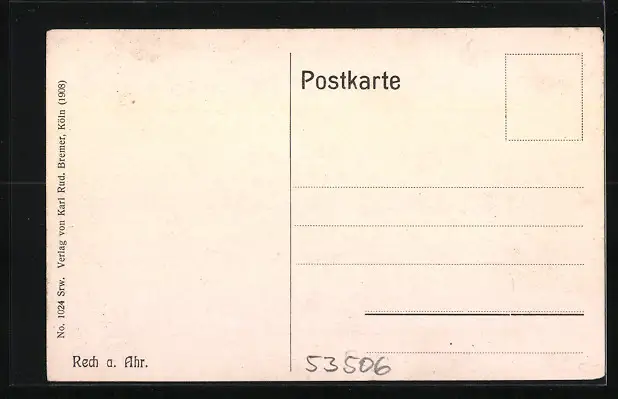 No. 1024 Srw. Verlag von Karl Rud. Bremer, Köln (1908)
Rech a. Ahr.
Postkarte
53506